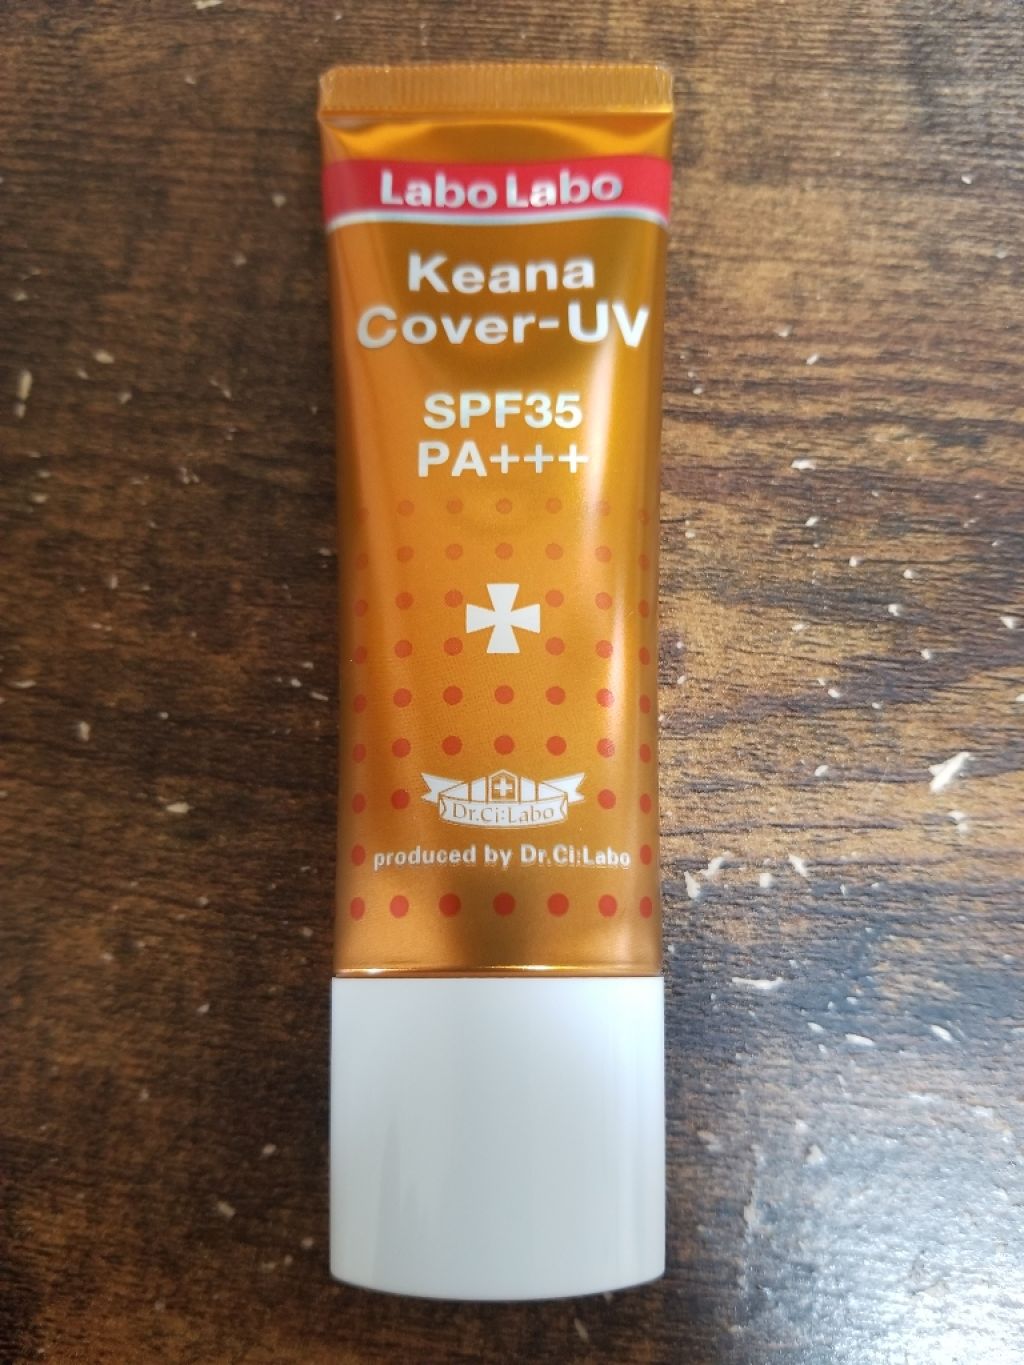 Labo Labo
Keana
Cover-UV
SPF35
PA+++
Dr.Ci:Labo
produced by Dr.Ci:Labo